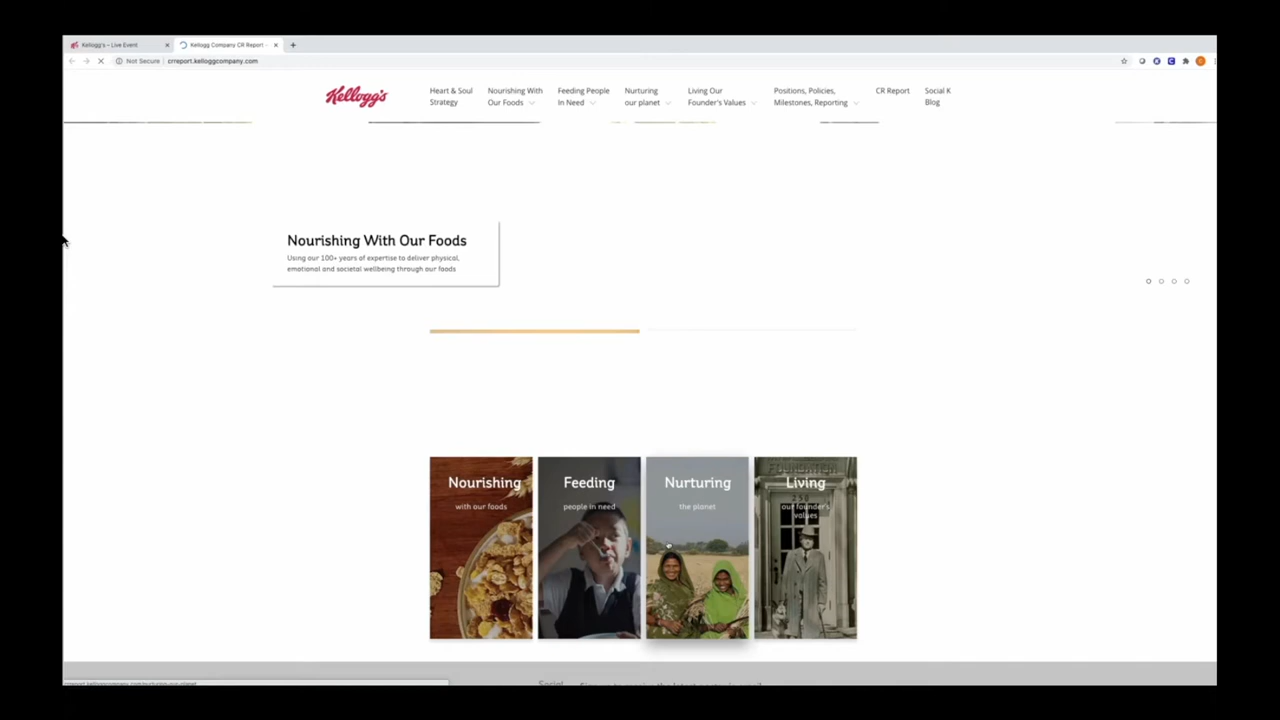 Kellogg's – Live Event
Kellogg Company CR Report -
Not Secure
crreport.kelloggcompany.com
Kellogg's
Heart & Soul
Strategy
Nourishing With
Our Foods
Feeding People
In Need
Nurturing
our planet
Living Our
Founder's Values
Positions, Policies,
Milestones, Reporting
CR Report
Social K
Blog
Nourishing With Our Foods
Using our 100+ years of expertise to deliver physical,
emotional and societal wellbeing through our foods
Nourishing
with our foods
Feeding
people in need
Nurturing
the planet
FOUNDATION
258
Living
our founder's
values